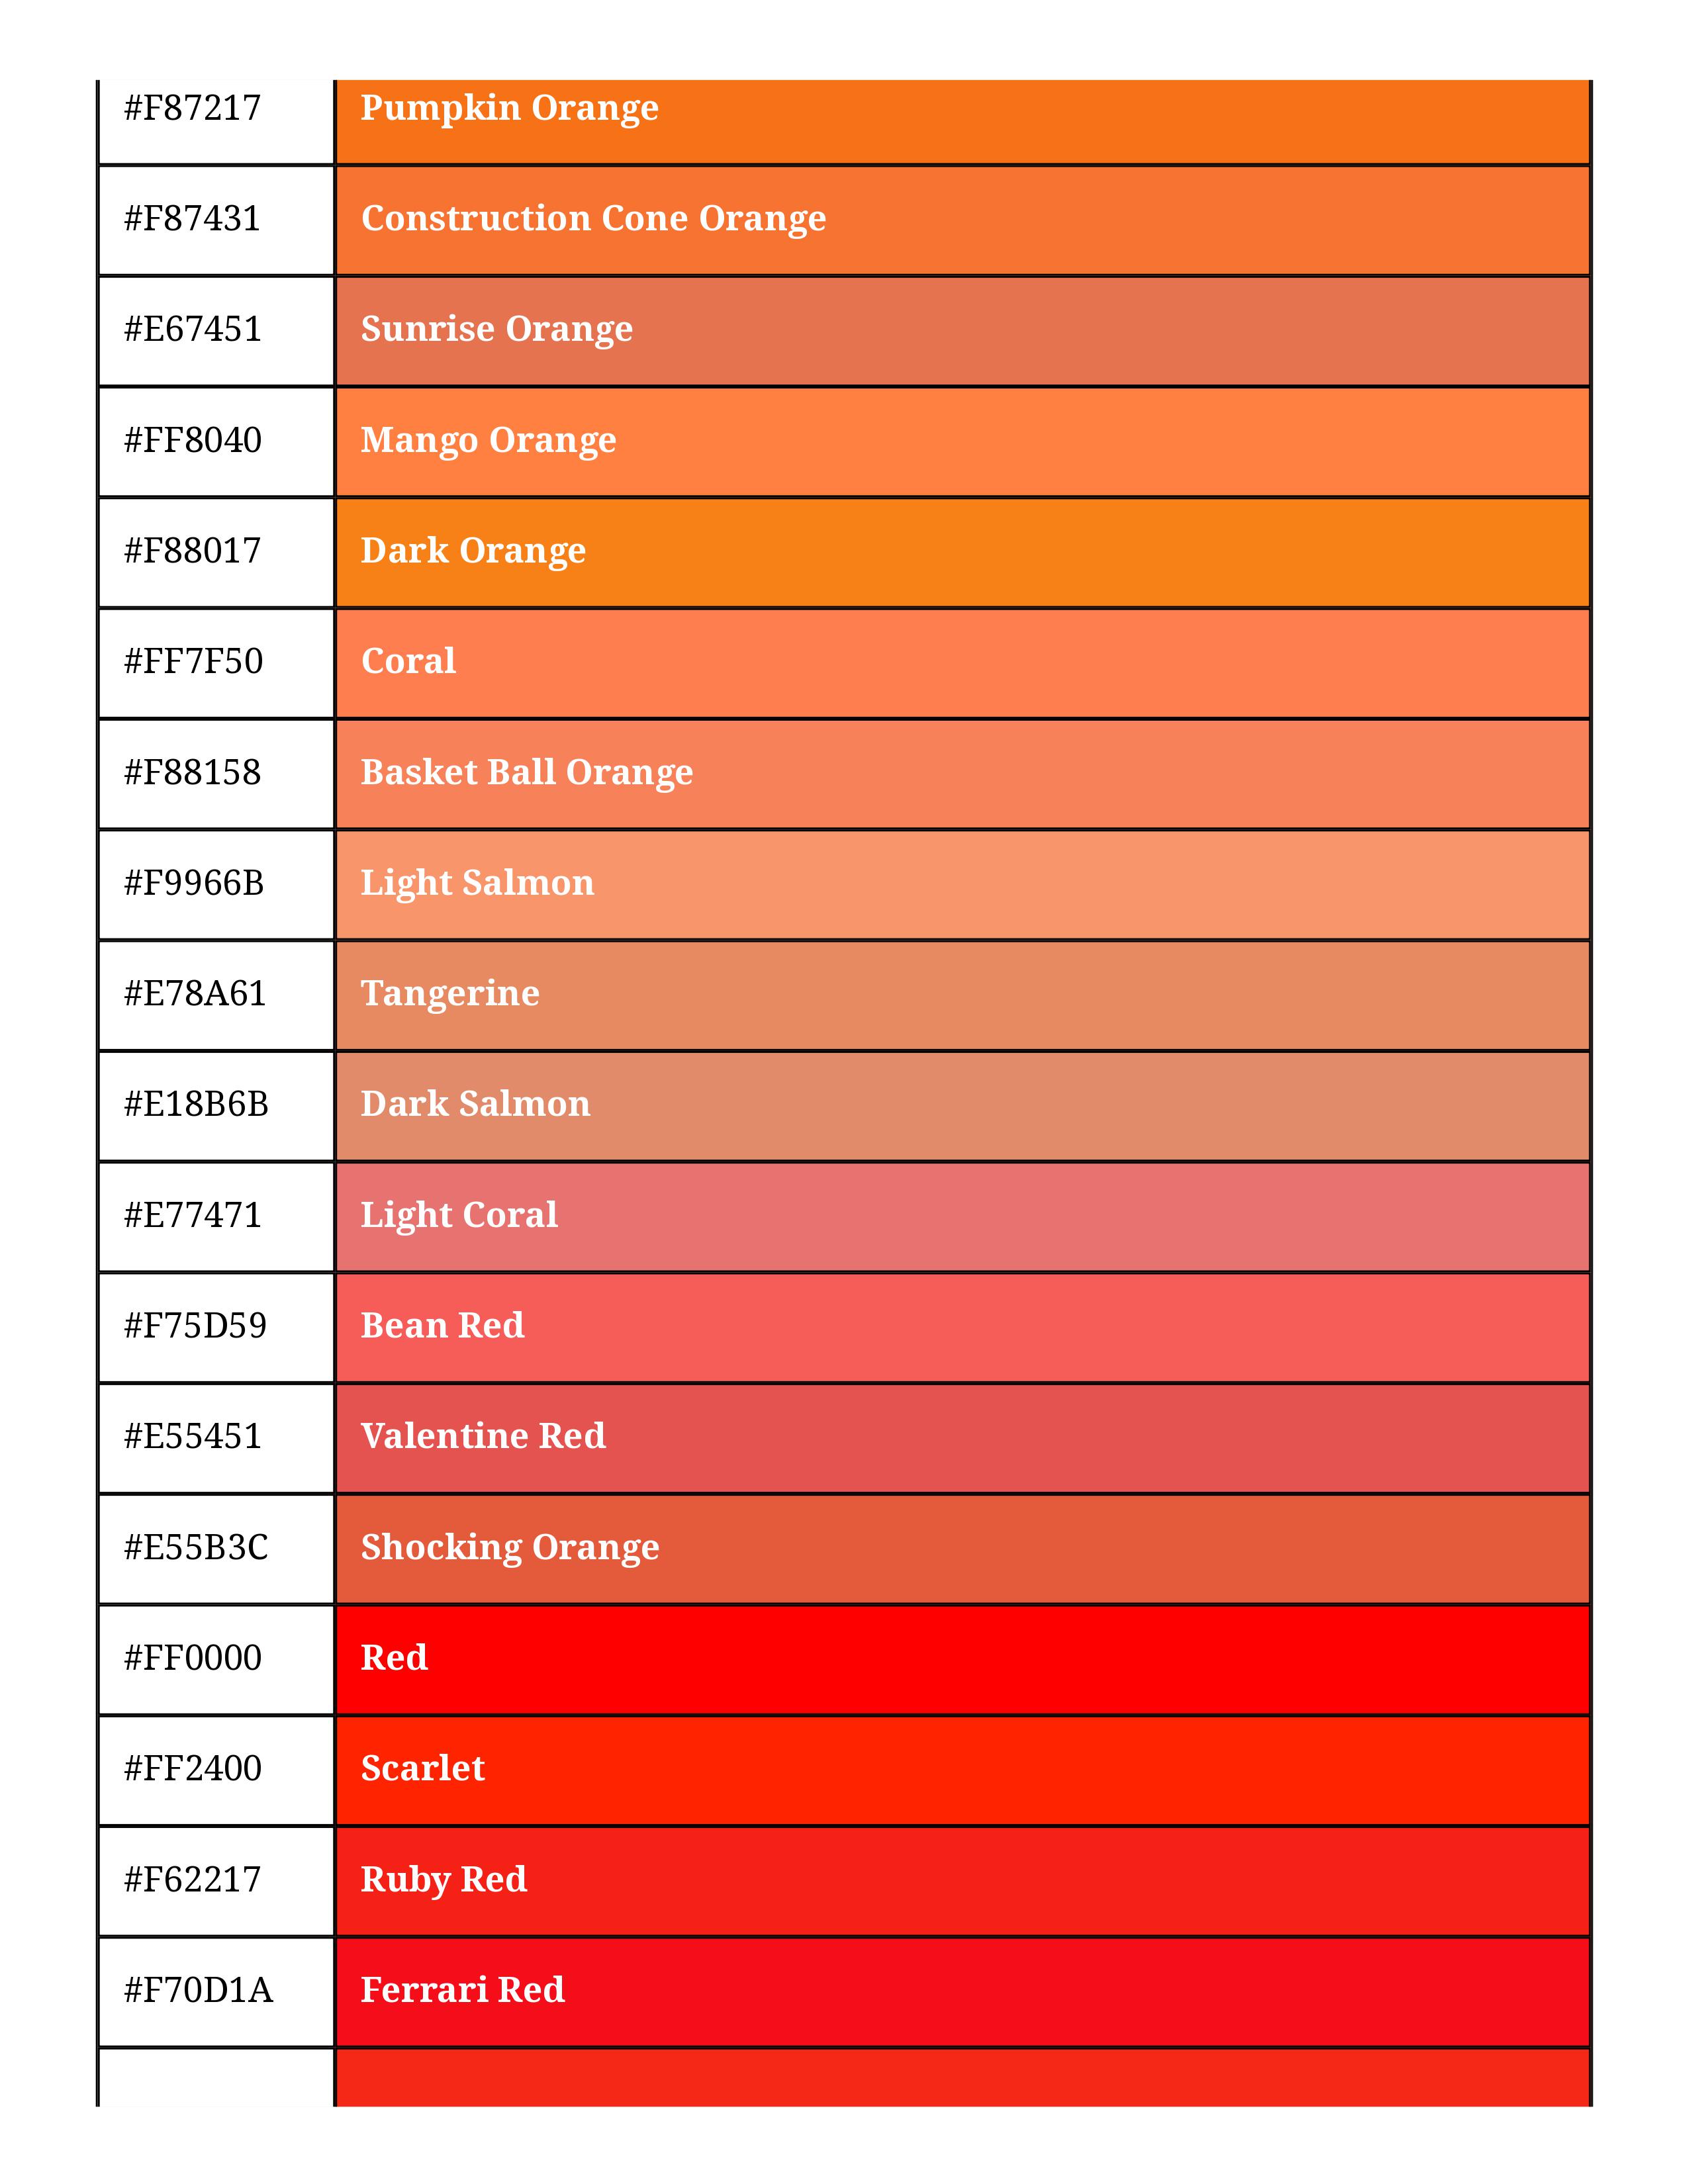 #F87217 Pumpkin Orange
#F87431 Construction Cone Orange
#E67451 Sunrise Orange
#FF8040 Mango Orange
#F88017 Dark Orange
#FF7F50 Coral
#F88158 Basket Ball Orange
#F9966B Light Salmon
#E78A61 Tangerine
#E18B6B Dark Salmon
#E77471 Light Coral
#F75D59 Bean Red
#E55451 Valentine Red
#E55B3C Shocking Orange
#FF0000 Red
#FF2400 Scarlet
#F62217 Ruby Red
#F70D1A Ferrari Red